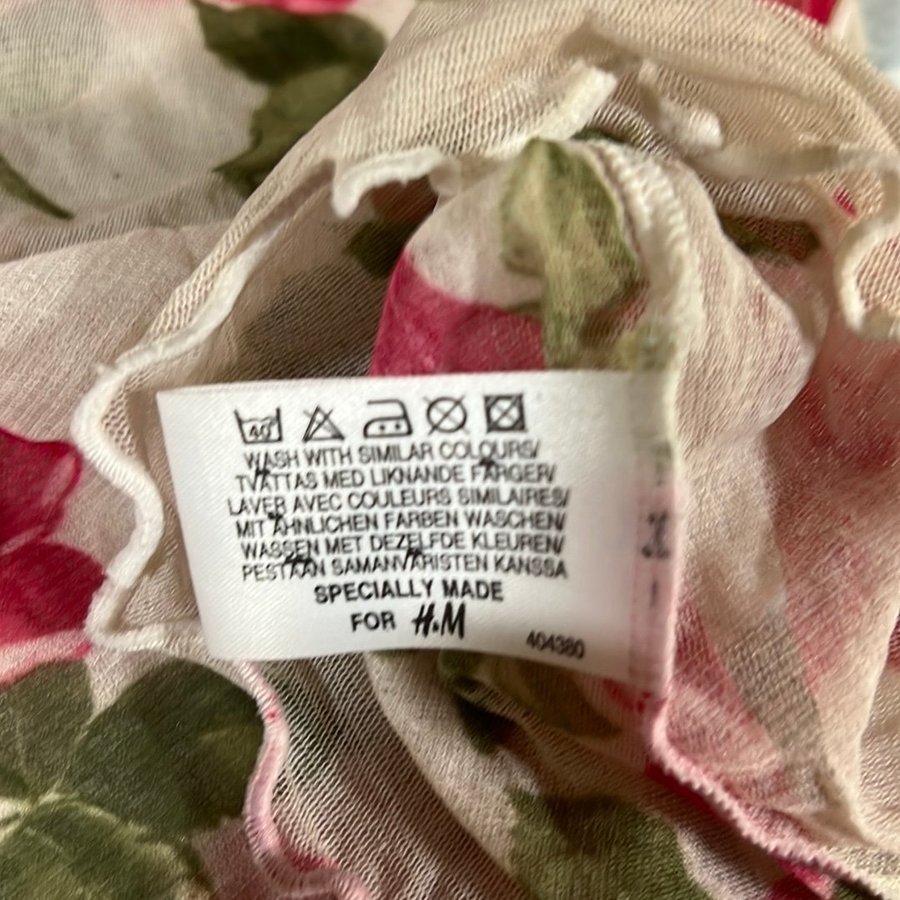 40
WASH WITH SIMILAR COLOURS/
TVÄTTAS MED LIKNANDE FÄRGER/
LAVER AVEC COULEURS SIMILAIRES/
MIT ÄHNLICHEN FARBEN WASCHEN/
WASSEN MET DEZELFDE KLEUREN/
PESTÄÄN SAMANVÄRISTEN KANSSA
SPECIALLY MADE
FOR H&M
404380